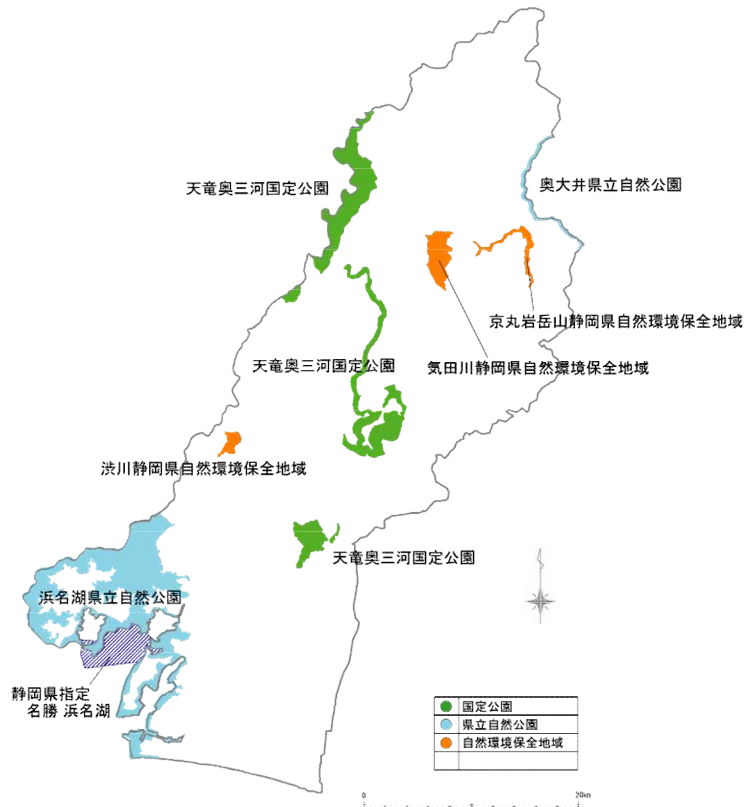 天竜奥三河国定公園
奥大井県立自然公園
京丸岩岳山静岡県自然環境保全地域
天竜奥三河国定公園
気田川静岡県自然環境保全地域
渋川静岡県自然環境保全地域
天竜奥三河国定公園
浜名湖県立自然公園
静岡県指定
名勝 浜名湖
国定公園
県立自然公園
自然環境保全地域
0 20km